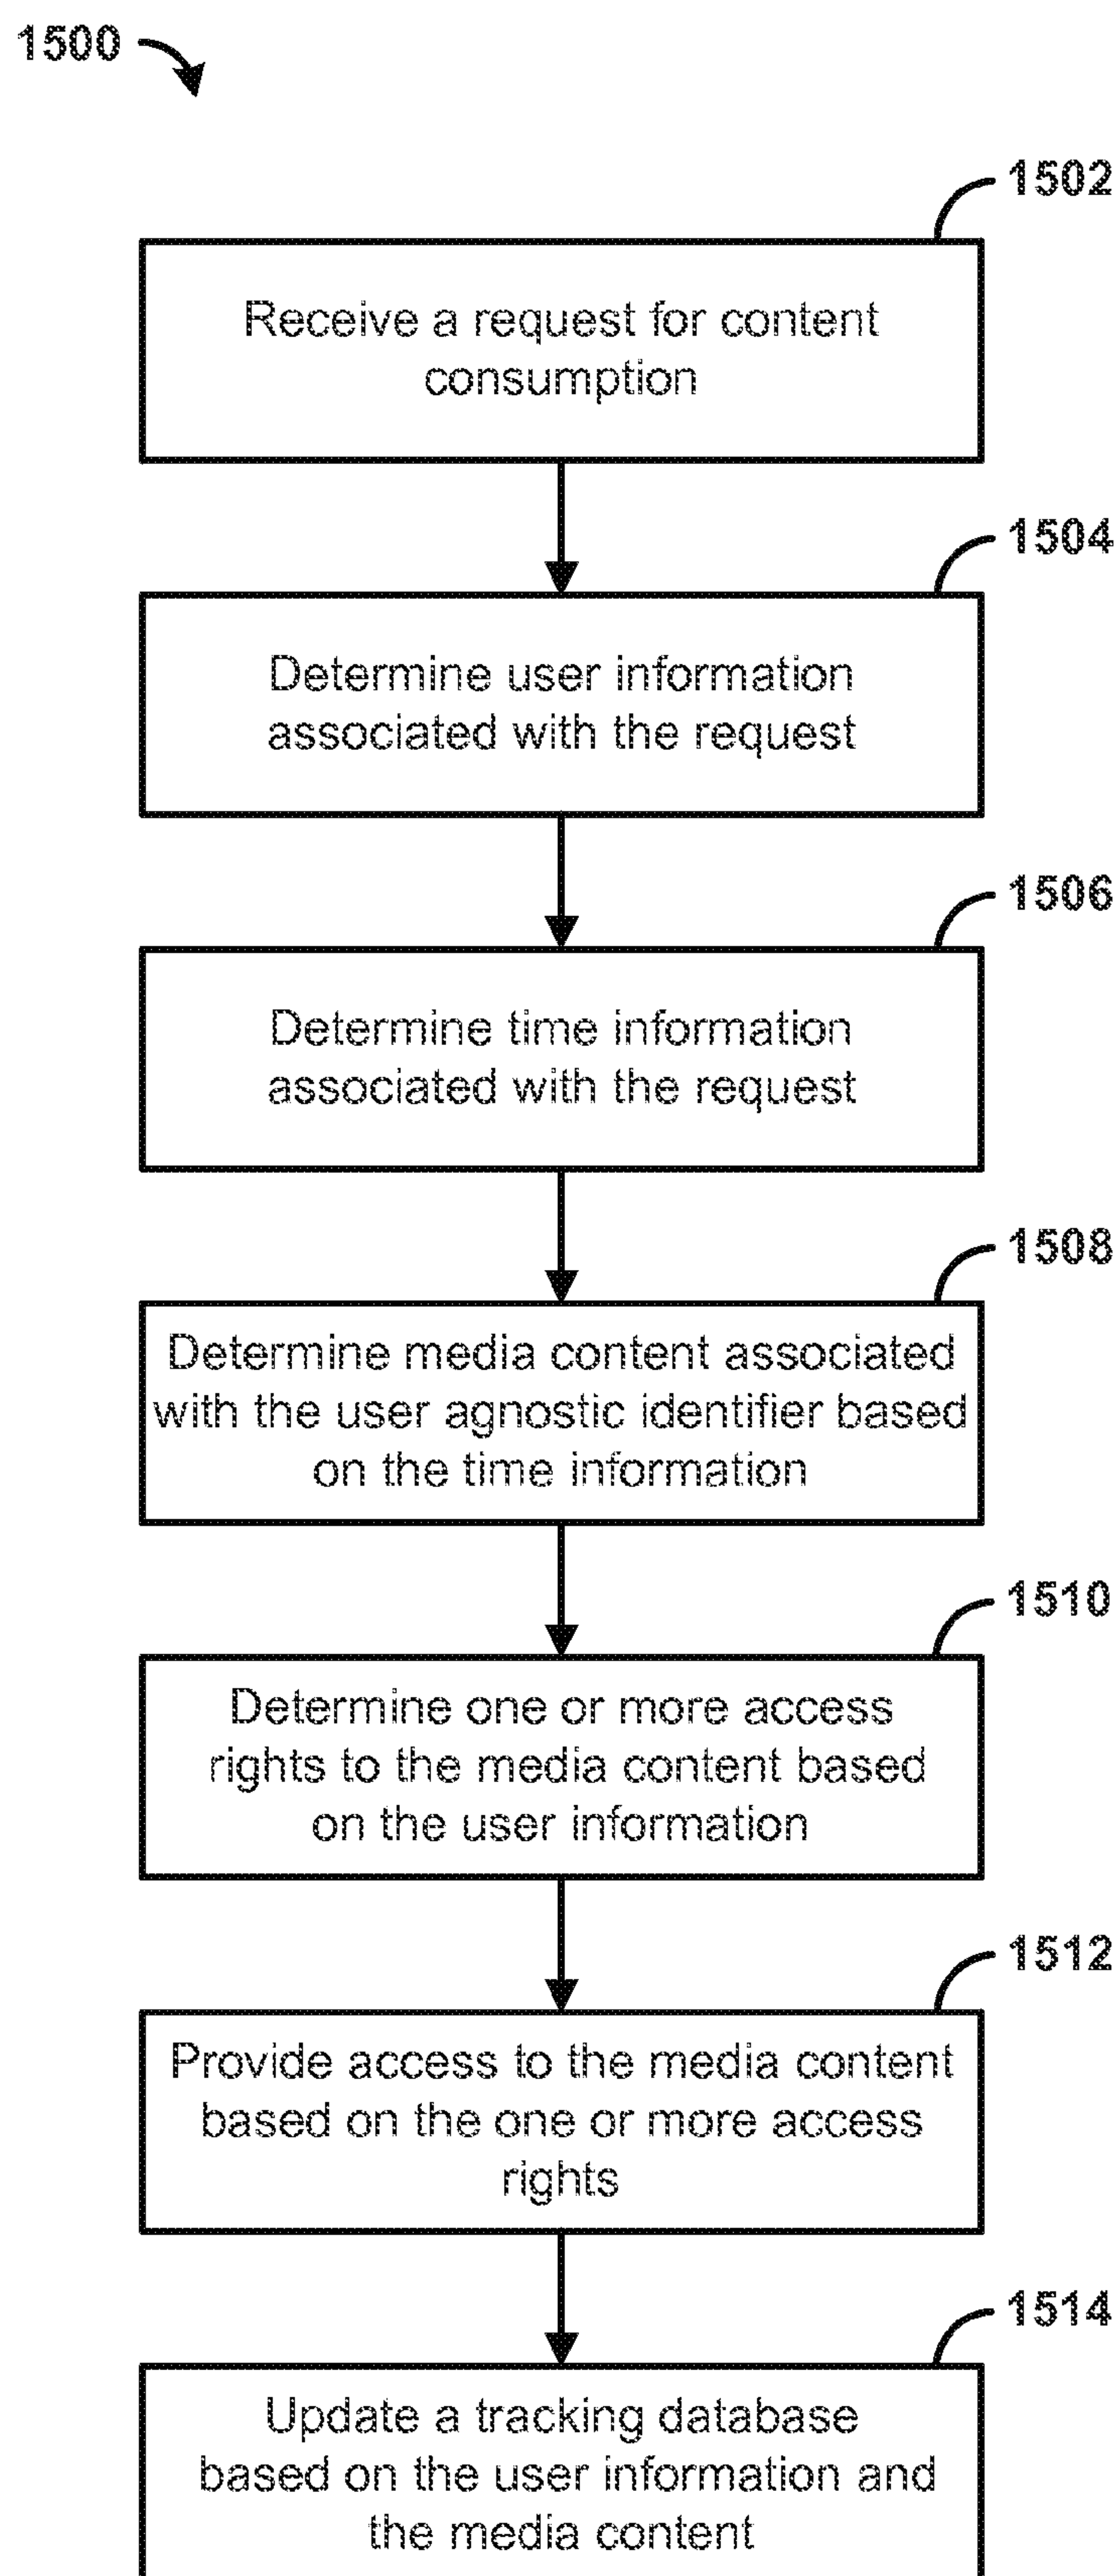 1500
1502
Receive a request for content
consumption
1504
Determine user information
associated with the request
1506
Determine time information
associated with the request
1508
Determine media content associated
with the user agnostic identifier based
on the time information
1510
Determine one or more access
rights to the media content based
on the user information
1512
Provide access to the media content
based on the one or more access
rights
1514
Update a tracking database
based on the user information and
the media content